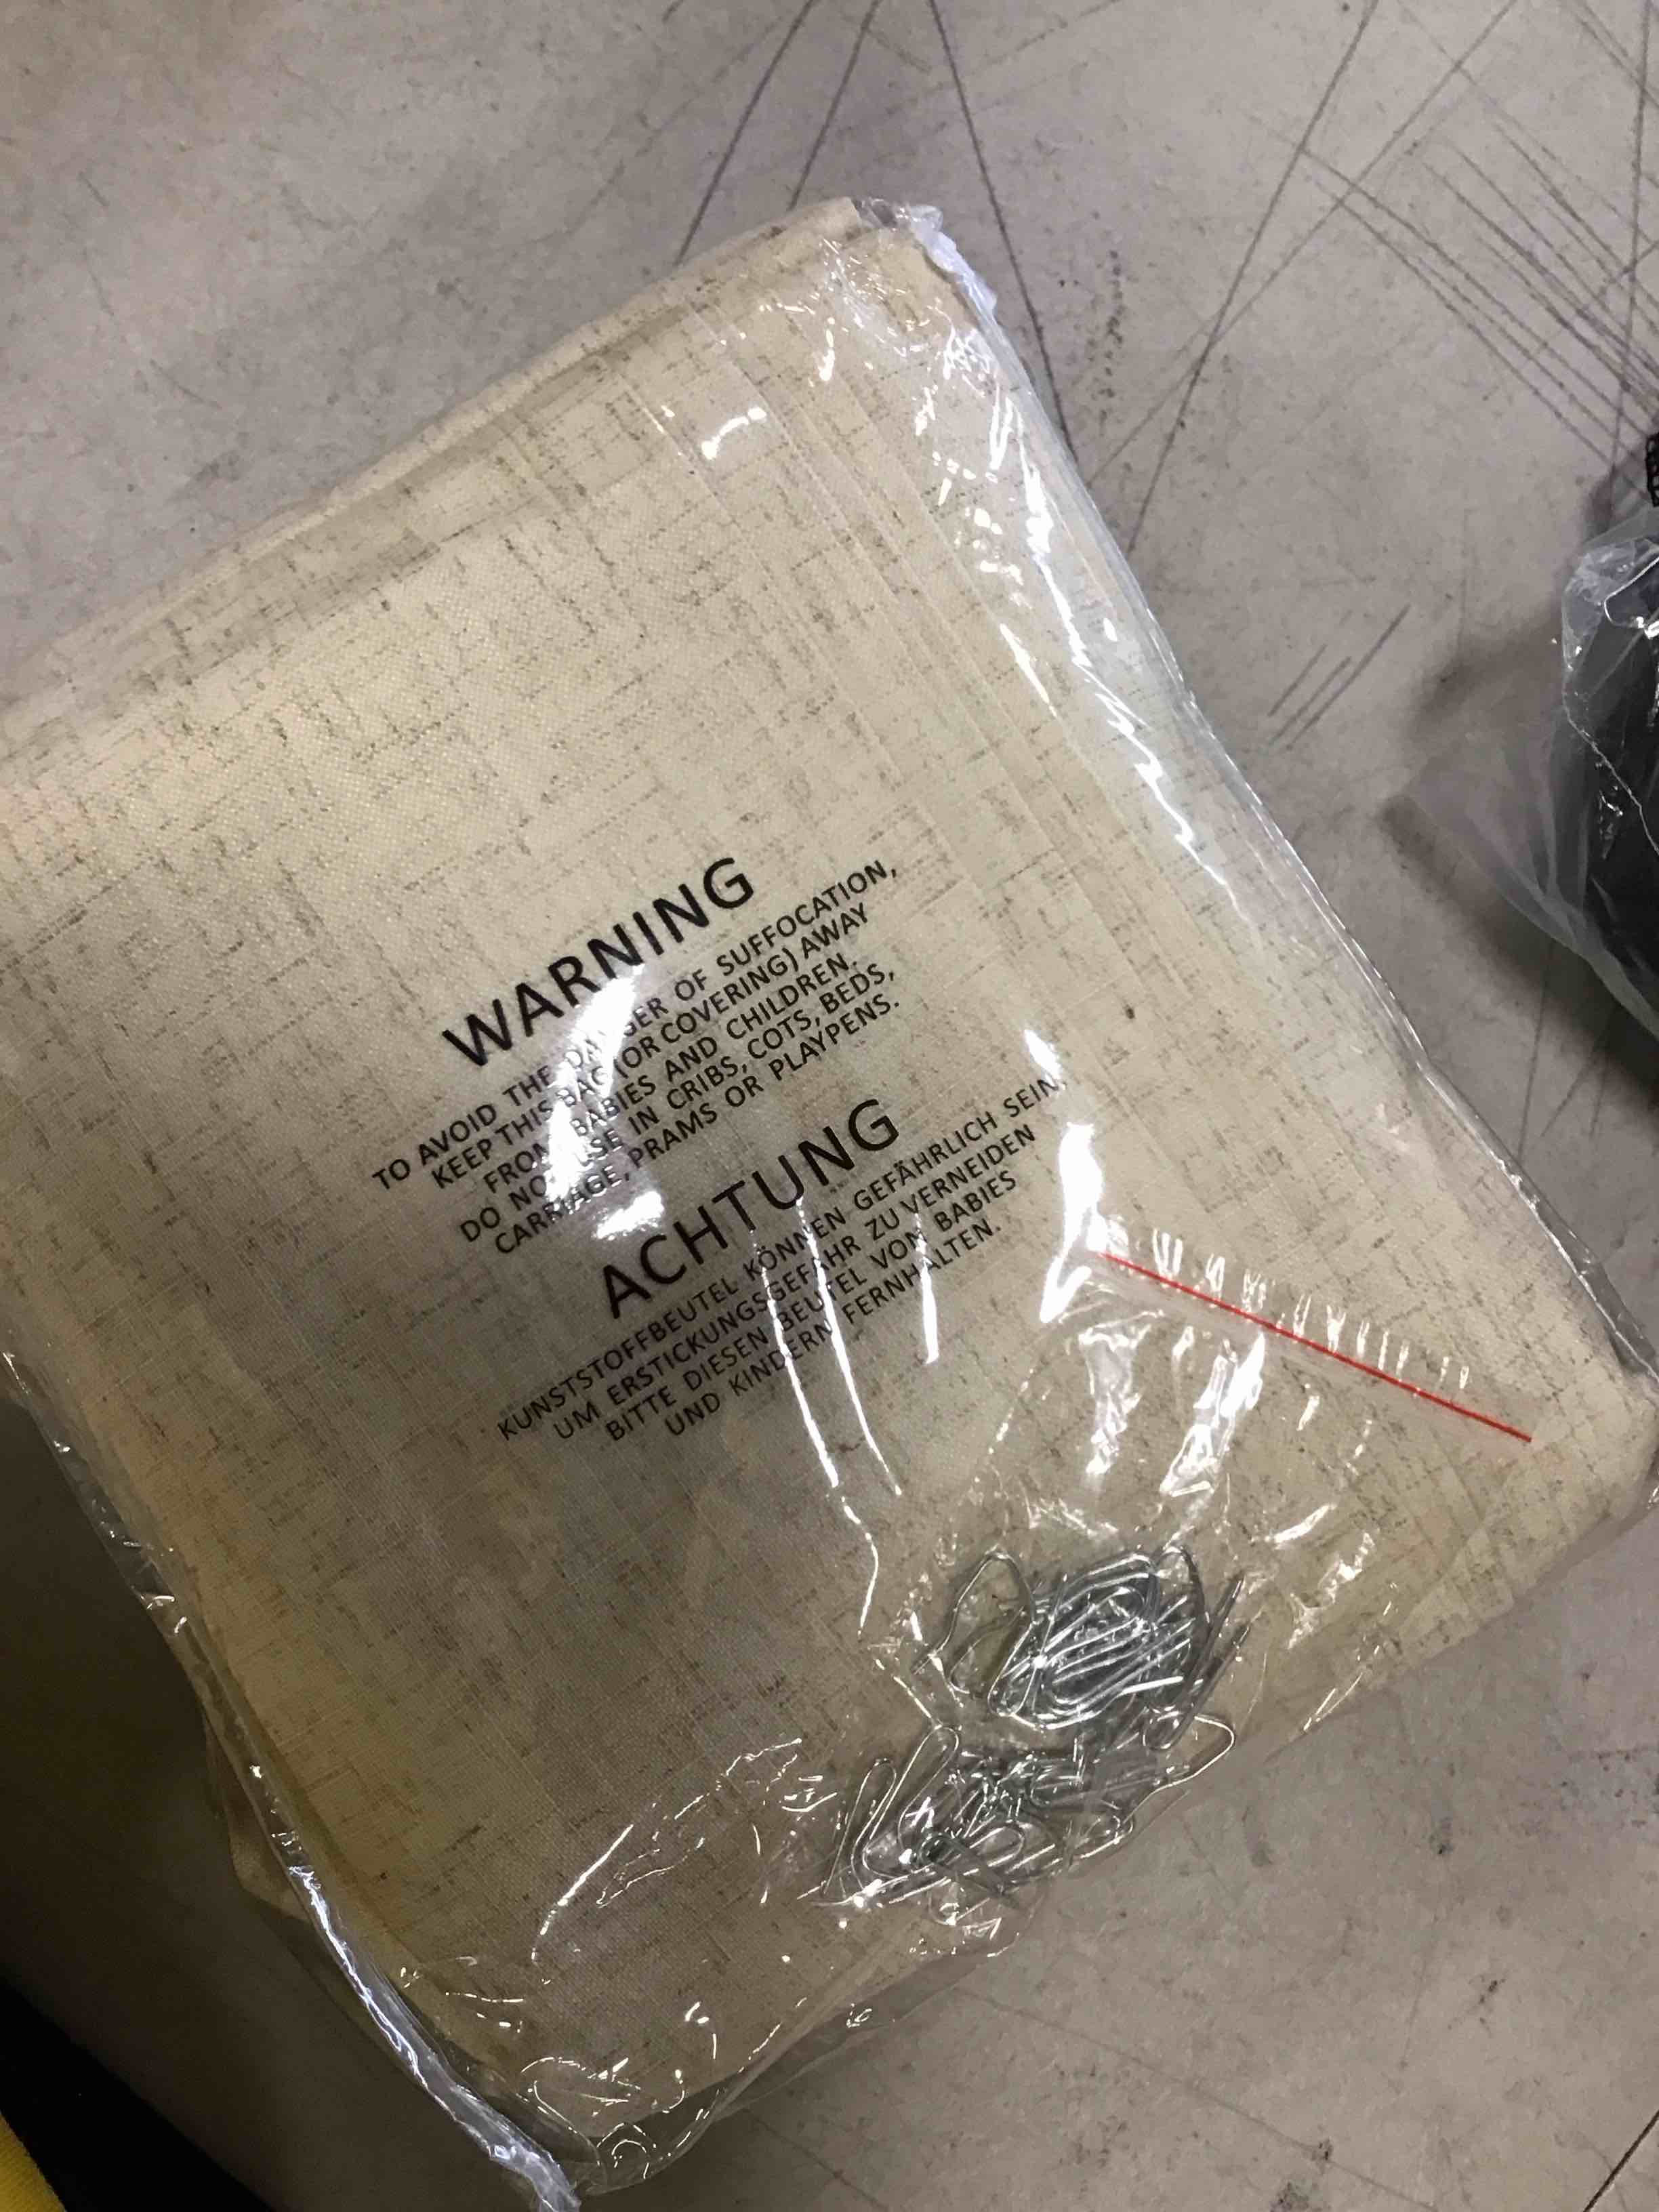 WARNING
TO AVOID THE DANGER OF SUFFOCATION,
KEEP THIS BAG (OR COVERING) AWAY
FROM BABIES AND CHILDREN.
DO NOT USE IN CRIBS, COTS, BEDS,
CARRIAGE, PRAMS OR PLAYPENS.
ACHTUNG
KUNSTSTOFFBEUTEL KÖNNEN GEFÄHRLICH SEIN,
UM ERSTICKUNGSGEFAHR ZU VERNEIDEN
BITTE DIESEN BEUTEL VON BABIES
UND KINDERN FERNHALTEN.